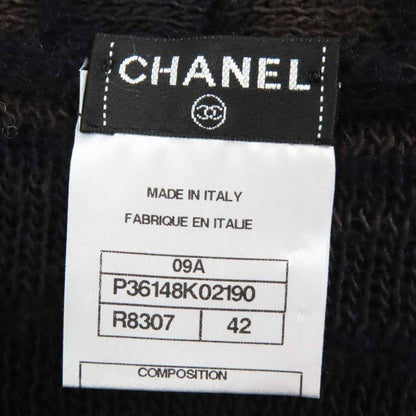 CHANEL
MADE IN ITALY
FABRIQUE EN ITALIE
09A
P36148K02190
R8307 42
COMPOSITION